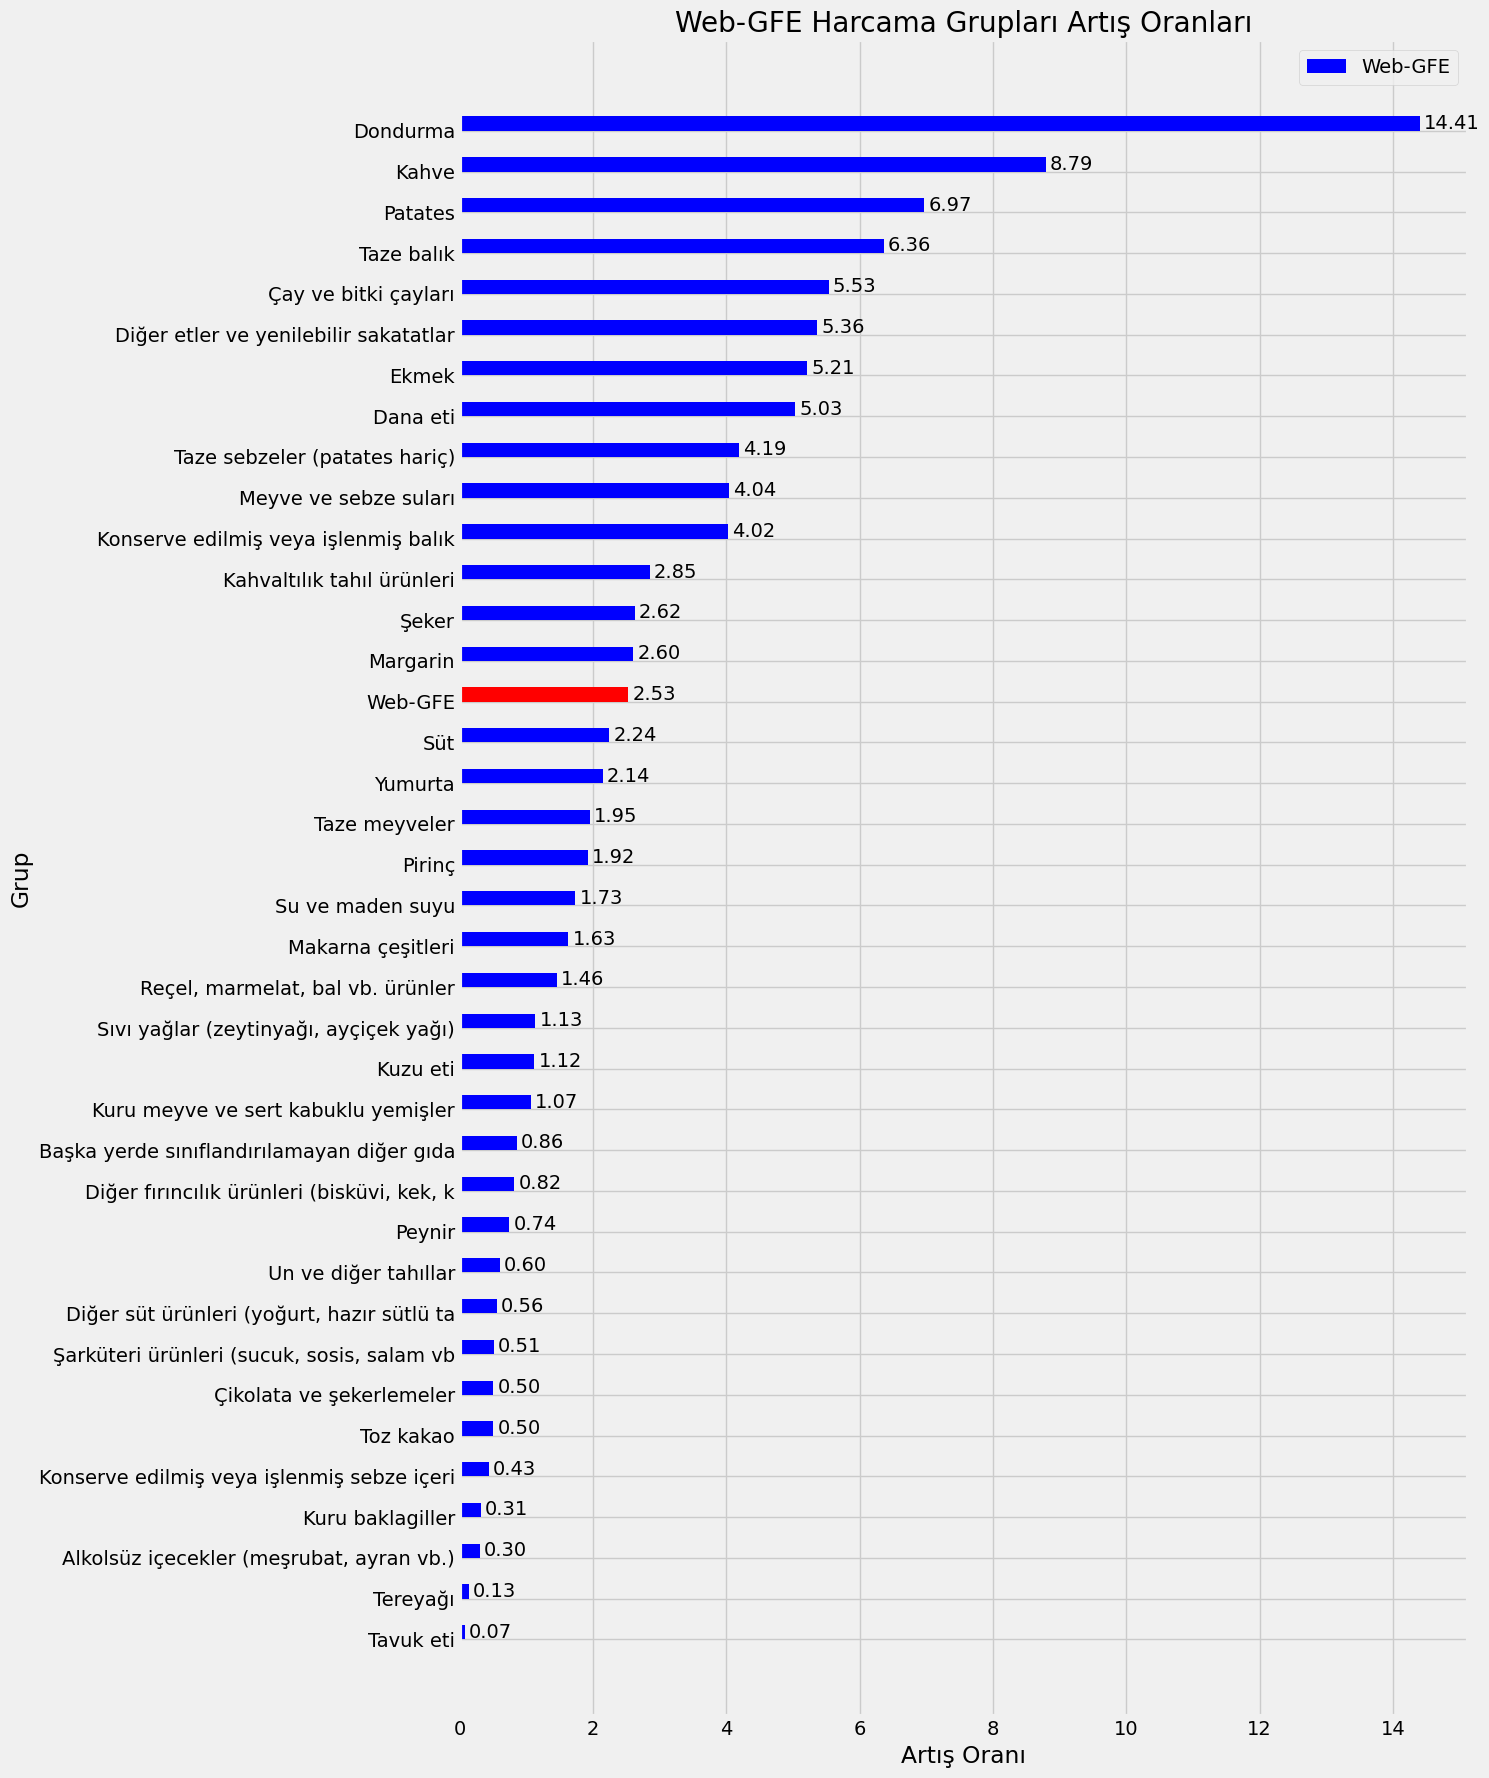 Web-GFE Harcama Grupları Artış Oranları
Web-GFE
Dondurma 14.41
Kahve 8.79
Patates 6.97
Taze balık 6.36
Çay ve bitki çayları 5.53
Diğer etler ve yenilebilir sakatatlar 5.36
Ekmek 5.21
Dana eti 5.03
Taze sebzeler (patates hariç) 4.19
Meyve ve sebze suları 4.04
Konserve edilmiş veya işlenmiş balık 4.02
Kahvaltılık tahıl ürünleri 2.85
Şeker 2.62
Margarin 2.60
Web-GFE 2.53
Süt 2.24
Yumurta 2.14
Taze meyveler 1.95
Pirinç 1.92
Su ve maden suyu 1.73
Makarna çeşitleri 1.63
Reçel, marmelat, bal vb. ürünler 1.46
Sıvı yağlar (zeytinyağı, ayçiçek yağı) 1.13
Kuzu eti 1.12
Kuru meyve ve sert kabuklu yemişler 1.07
Başka yerde sınıflandırılamayan diğer gıda 0.86
Diğer fırıncılık ürünleri (bisküvi, kek, k 0.82
Peynir 0.74
Un ve diğer tahıllar 0.60
Diğer süt ürünleri (yoğurt, hazır sütlü ta 0.56
Şarküteri ürünleri (sucuk, sosis, salam vb 0.51
Çikolata ve şekerlemeler 0.50
Toz kakao 0.50
Konserve edilmiş veya işlenmiş sebze içeri 0.43
Kuru baklagiller 0.31
Alkolsüz içecekler (meşrubat, ayran vb.) 0.30
Tereyağı 0.13
Tavuk eti 0.07
Grup
0 2 4 6 8 10 12 14
Artış Oranı